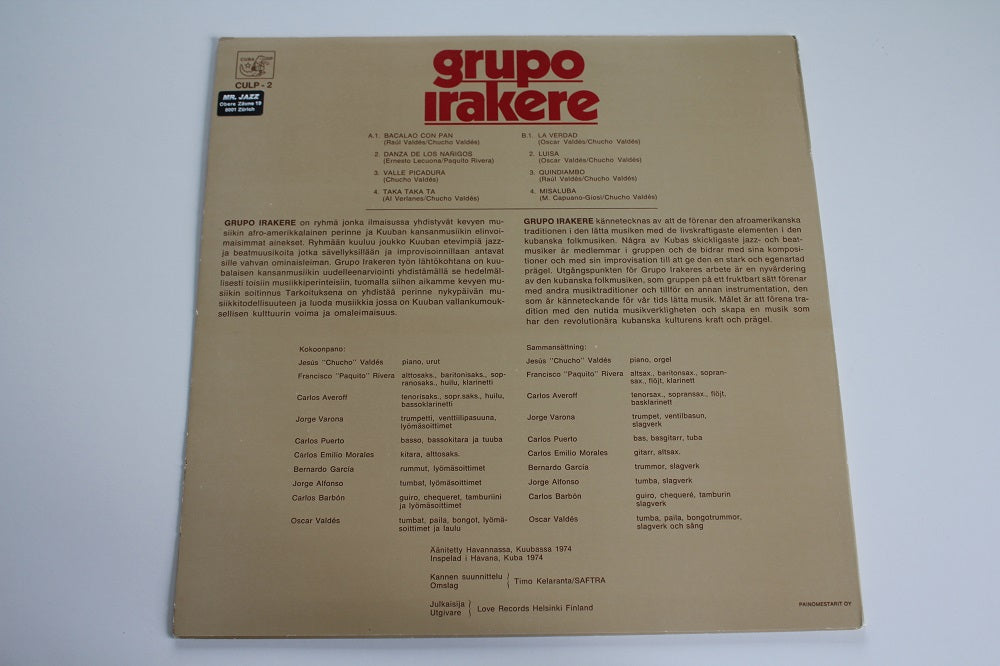 CUBA
CULP - 2
MR. JAZZ
Obere Zäune 19
8001 Zürich
grupo
irakere
A.1. BACALAO CON PAN
(Raúl Valdés/Chucho Valdés)
2. DANZA DE LOS NAÑIGOS
(Ernesto Lecuona/Paquito Rivera)
3. VALLE PICADURA
(Chucho Valdés)
4. TAKA TAKA TA
(Al Verlanes/Chucho Valdés)
B.1. LA VERDAD
(Oscar Valdés/Chucho Valdés)
2. LUISA
(Oscar Valdés/Chucho Valdés)
3. QUINDIAMBO
(Raúl Valdés/Chucho Valdés)
4. MISALUBA
(M. Capuano-Giosi/Chucho Valdés)
GRUPO IRAKERE on ryhmä jonka ilmaisussa yhdistyvät kevyen mu-
siikin afro-amerikkalainen perinne ja Kuuban kansanmusiikin elinvoi-
maisimmat ainekset. Ryhmään kuuluu joukko Kuuban etevimpiä jazz-
ja beatmuusikoita jotka sävellyksillään ja improvisoinnillaan antavat
sille vahvan ominaisleiman. Grupo Irakeren työn lähtökohtana on kuu-
balaisen kansanmusiikin uudelleenarviointi yhdistämällä se hedelmäl-
lisesti toisiin musiikkiperinteisiin, tuomalla siihen aikamme kevyen mu-
siikin soitinnus Tarkoituksena on yhdistää perinne nykypäivän mu-
siikkitodellisuuteen ja luoda musiikkia jossa on Kuuban vallankumouk-
sellisen kulttuurin voima ja omaleimaisuus.
GRUPO IRAKERE kännetecknas av att de förenar den afroamerikanska
traditionen i den lätta musiken med de livskraftigaste elementen i den
kubanska folkmusiken. Några av Kubas skickligaste jazz- och beat-
musiker är medlemmar i gruppen och de bidrar med sina komposi-
tioner och med sin improvisation till att ge den en stark och egenartad
prägel. Utgångspunkten för Grupo Irakeres arbete är en nyvärdering
av den kubanska folkmusiken, som gruppen på ett fruktbart sätt förenar
med andra musiktraditioner och tillför en annan instrumentation, den
som är känneteckande för vår tids lätta musik. Målet är att förena tra-
dition med den nutida musikverkligheten och skapa en musik som
har den revolutionära kubanska kulturens kraft och prägel.
Kokoonpano:
Jesús "Chucho" Valdés piano, urut
Francisco "Paquito" Rivera alttosaks., baritonisaks., sop-
ranosaks., huilu, klarinetti
Carlos Averoff tenorisaks., sopr.saks., huilu,
bassoklarinetti
Jorge Varona trumpetti, venttiilipasuuna,
lyömäsoittimet
Carlos Puerto basso, bassokitara ja tuuba
Carlos Emilio Morales kitara, alttosaks.
Bernardo García rummut, lyömäsoittimet
Jorge Alfonso tumbat, lyömäsoittimet
Carlos Barbón guiro, chequeret, tamburiini
ja lyömäsoittimet
Oscar Valdés tumbat, paila, bongot, lyömä-
soittimet ja laulu
Sammansättning:
Jesús "Chucho" Valdés piano, orgel
Francisco "Paquito" Rivera altsax., baritonsax., sopran-
sax., flöjt, klarinett
Carlos Averoff tenorsax., sopransax., flöjt,
basklarinett
Jorge Varona trumpet, ventilbasun,
slagverk
Carlos Puerto bas, basgitarr, tuba
Carlos Emilio Morales gitarr, altsax.
Bernardo García trummor, slagverk
Jorge Alfonso tumba, slagverk
Carlos Barbón guiro, chequeré, tamburin
slagverk
Oscar Valdés tumba, paila, bongotrummor,
slagverk och sång
Äänitetty Havannassa, Kuubassa 1974
Inspelad i Havana, Kuba 1974
Kannen suunnittelu
Omslag
Timo Kelaranta/SAFTRA
Julkaisija
Utgivare
Love Records Helsinki Finland
PAINOMESTARIT OY